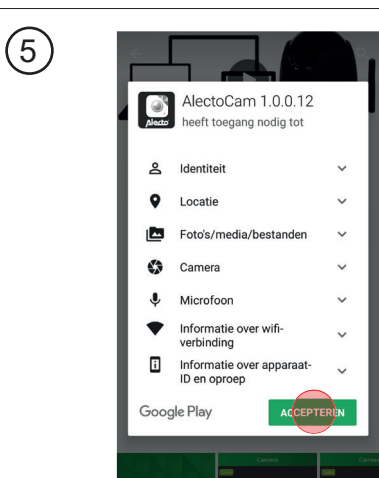 5
AlectoCam 1.0.0.12
heeft toegang nodig tot
Alecto
Identiteit
Locatie
Foto's/media/bestanden
Camera
Microfoon
Informatie over wifi-
verbinding
Informatie over apparaat-
ID en oproep
Google Play
ACCEPTEREN
Camera